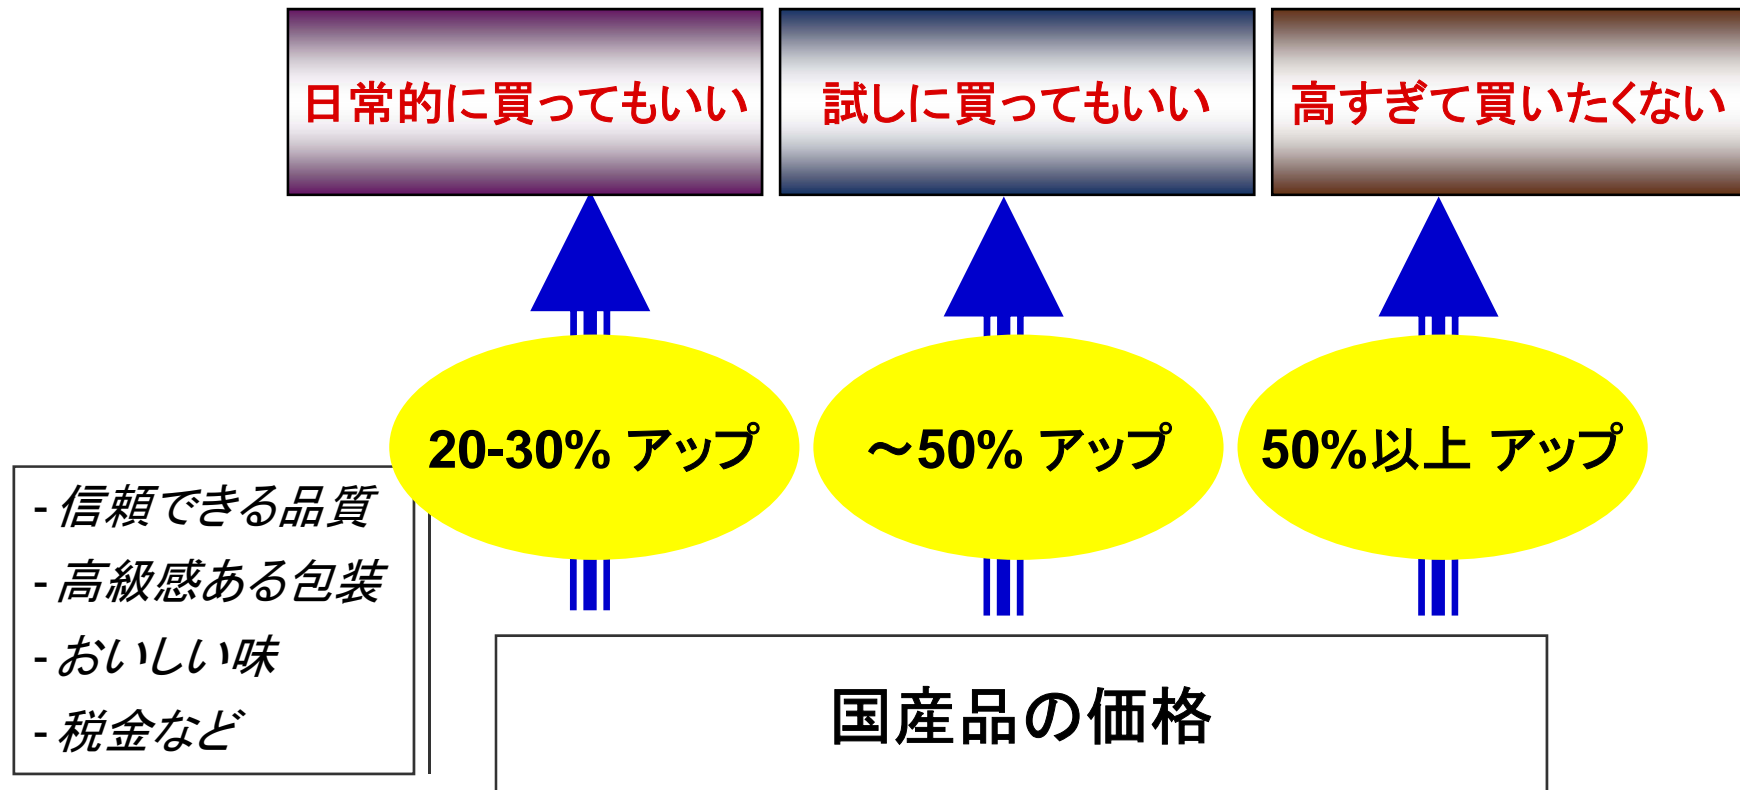 日常的に買ってもいい
試しに買ってもいい
高すぎて買いたくない
20-30% アップ
～50% アップ
50%以上 アップ
- 信頼できる品質
- 高級感ある包装
- おいしい味
- 税金など
国産品の価格